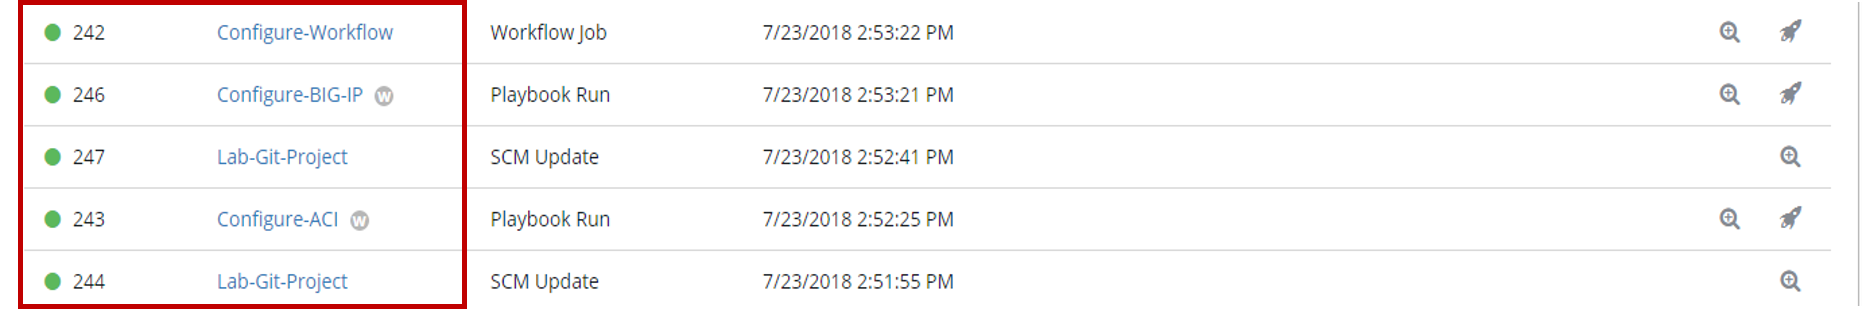 242 Configure-Workflow Workflow Job 7/23/2018 2:53:22 PM
246 Configure-BIG-IP W Playbook Run 7/23/2018 2:53:21 PM
247 Lab-Git-Project SCM Update 7/23/2018 2:52:41 PM
243 Configure-ACI W Playbook Run 7/23/2018 2:52:25 PM
244 Lab-Git-Project SCM Update 7/23/2018 2:51:55 PM